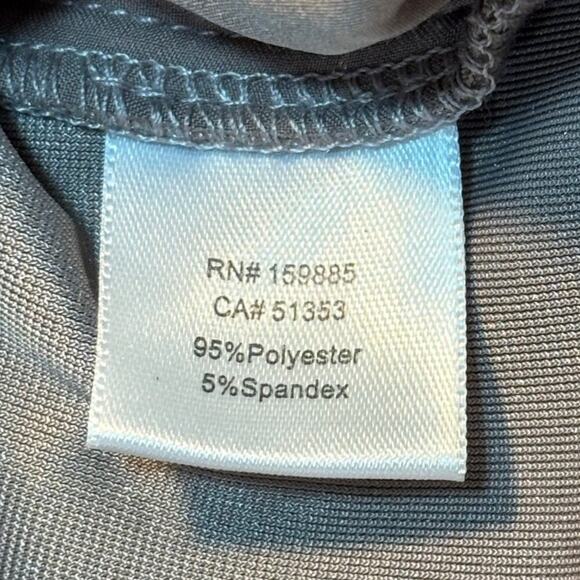 RN# 159885
CA# 51353
95%Polyester
5%Spandex